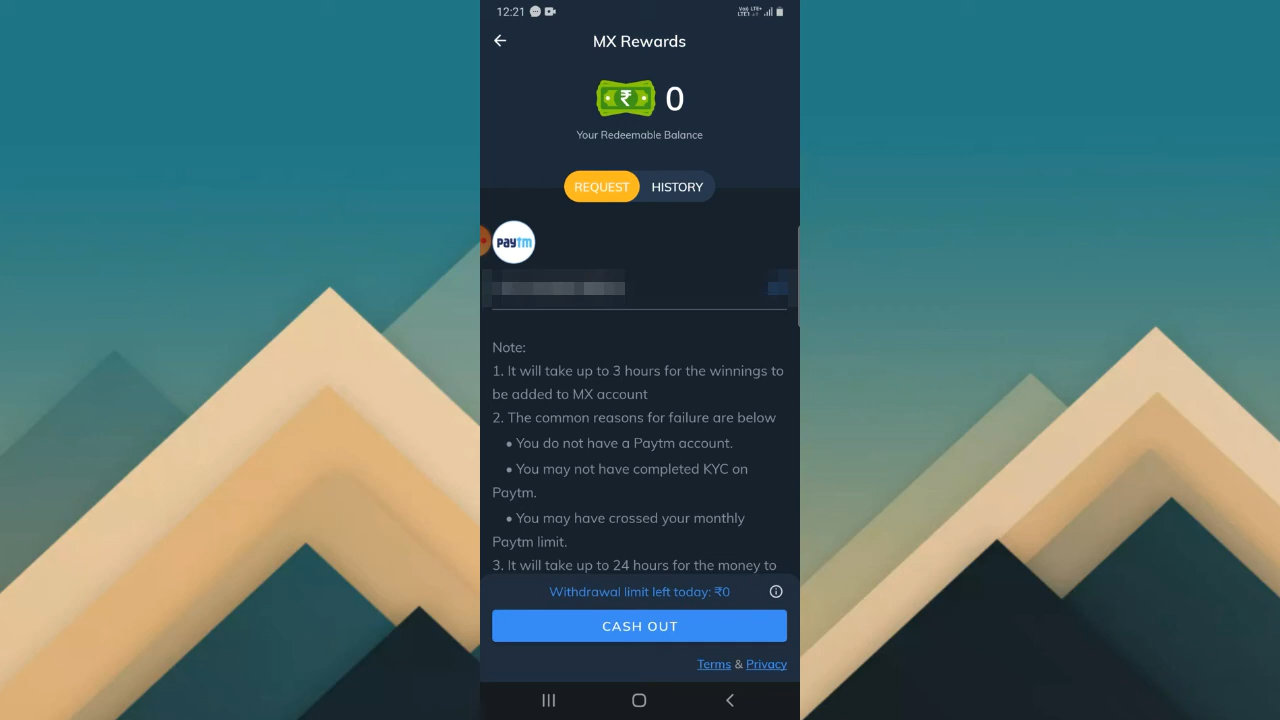 12:21
MX Rewards
₹ 0
Your Redeemable Balance
REQUEST HISTORY
paytm
Note:
1. It will take up to 3 hours for the winnings to
be added to MX account
2. The common reasons for failure are below
• You do not have a Paytm account.
• You may not have completed KYC on
Paytm.
• You may have crossed your monthly
Paytm limit.
3. It will take up to 24 hours for the money to
Withdrawal limit left today: ₹0
CASH OUT
Terms & Privacy